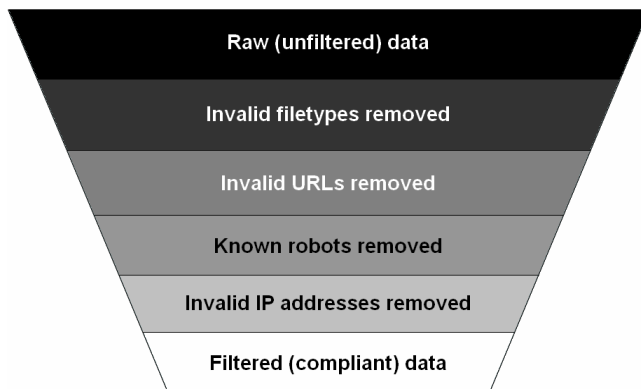 Raw (unfiltered) data
Invalid filetypes removed
Invalid URLs removed
Known robots removed
Invalid IP addresses removed
Filtered (compliant) data